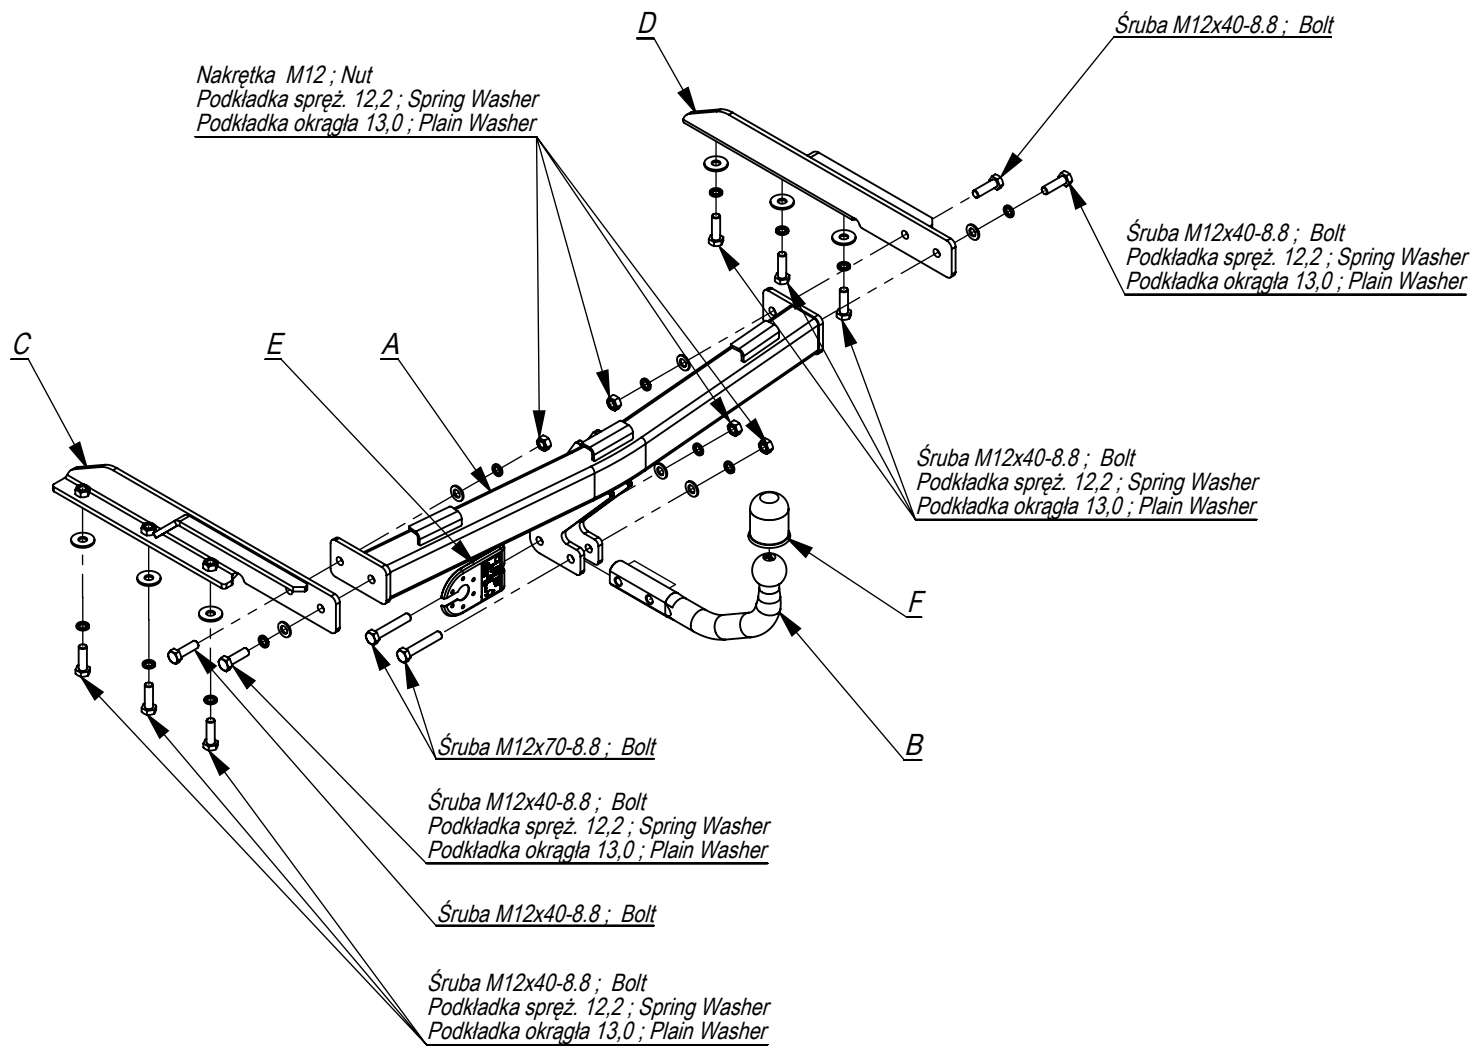 D
Śruba M12x40-8.8 ; Bolt
Nakrętka M12 ; Nut
Podkładka spręż. 12,2 ; Spring Washer
Podkładka okrągła 13,0 ; Plain Washer
Śruba M12x40-8.8 ; Bolt
Podkładka spręż. 12,2 ; Spring Washer
Podkładka okrągła 13,0 ; Plain Washer
C
E
A
Śruba M12x40-8.8 ; Bolt
Podkładka spręż. 12,2 ; Spring Washer
Podkładka okrągła 13,0 ; Plain Washer
F
B
Śruba M12x70-8.8 ; Bolt
Śruba M12x40-8.8 ; Bolt
Podkładka spręż. 12,2 ; Spring Washer
Podkładka okrągła 13,0 ; Plain Washer
Śruba M12x40-8.8 ; Bolt
Śruba M12x40-8.8 ; Bolt
Podkładka spręż. 12,2 ; Spring Washer
Podkładka okrągła 13,0 ; Plain Washer